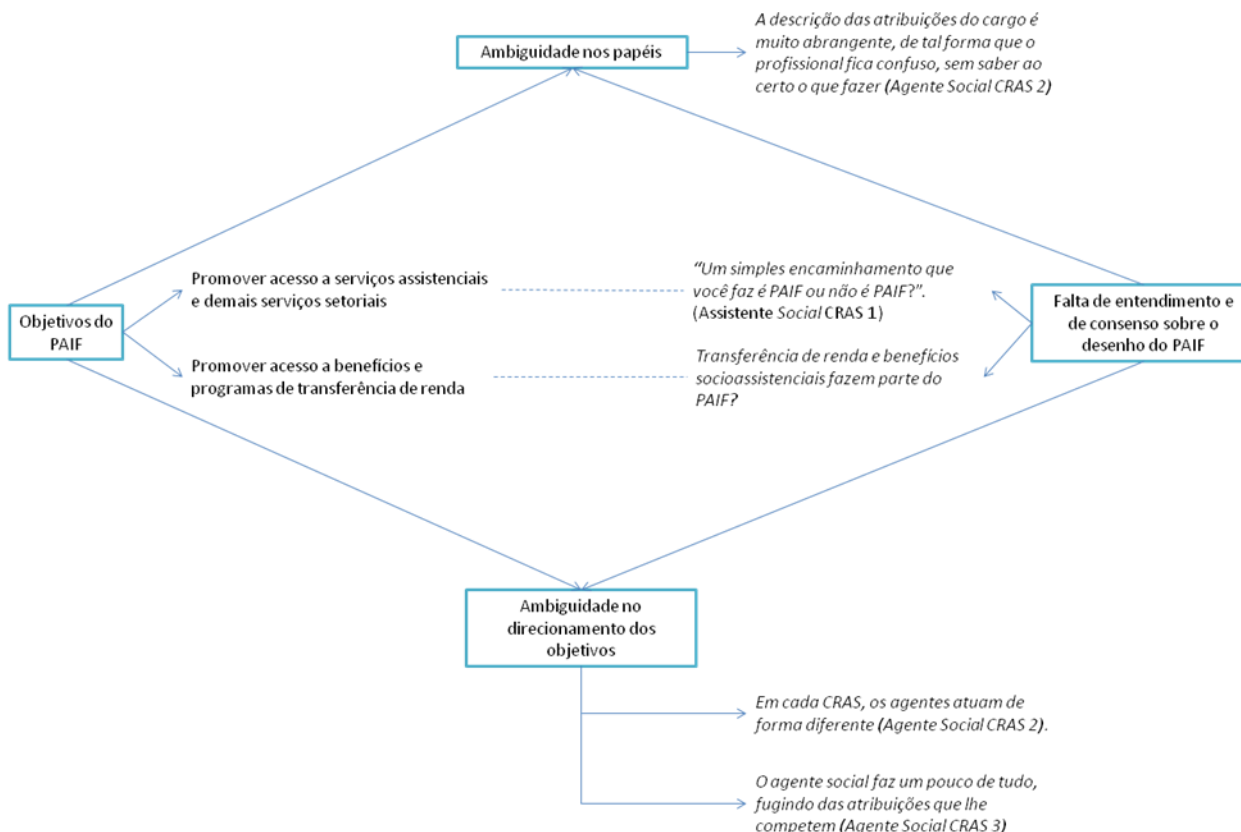 Ambiguidade nos papéis
A descrição das atribuições do cargo é
muito abrangente, de tal forma que o
profissional fica confuso, sem saber ao
certo o que fazer (Agente Social CRAS 2)
Objetivos do
PAIF
Promover acesso a serviços assistenciais
e demais serviços setoriais
Promover acesso a benefícios e
programas de transferência de renda
“Um simples encaminhamento que
você faz é PAIF ou não é PAIF?”.
(Assistente Social CRAS 1)
Transferência de renda e benefícios
socioassistenciais fazem parte do
PAIF?
Falta de entendimento e
de consenso sobre o
desenho do PAIF
Ambiguidade no
direcionamento dos
objetivos
Em cada CRAS, os agentes atuam de
forma diferente (Agente Social CRAS 2).
O agente social faz um pouco de tudo,
fugindo das atribuições que lhe
competem (Agente Social CRAS 3)